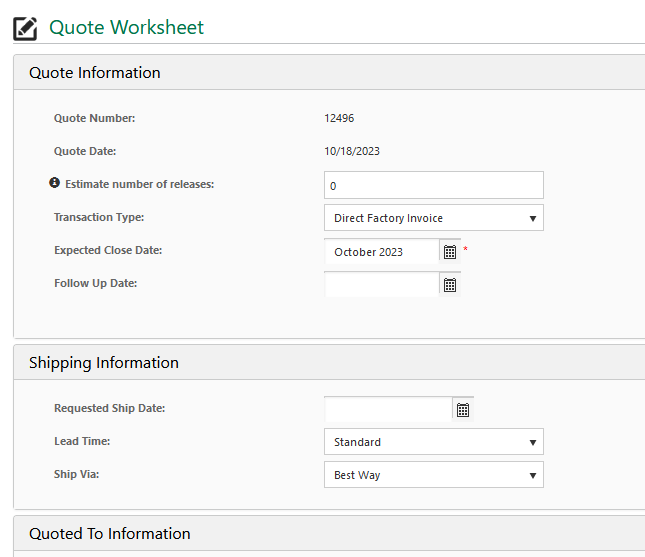 Quote Worksheet
Quote Information
Quote Number: 12496
Quote Date: 10/18/2023
Estimate number of releases: 0
Transaction Type: Direct Factory Invoice
Expected Close Date: October 2023 *
Follow Up Date:
Shipping Information
Requested Ship Date:
Lead Time: Standard
Ship Via: Best Way
Quoted To Information